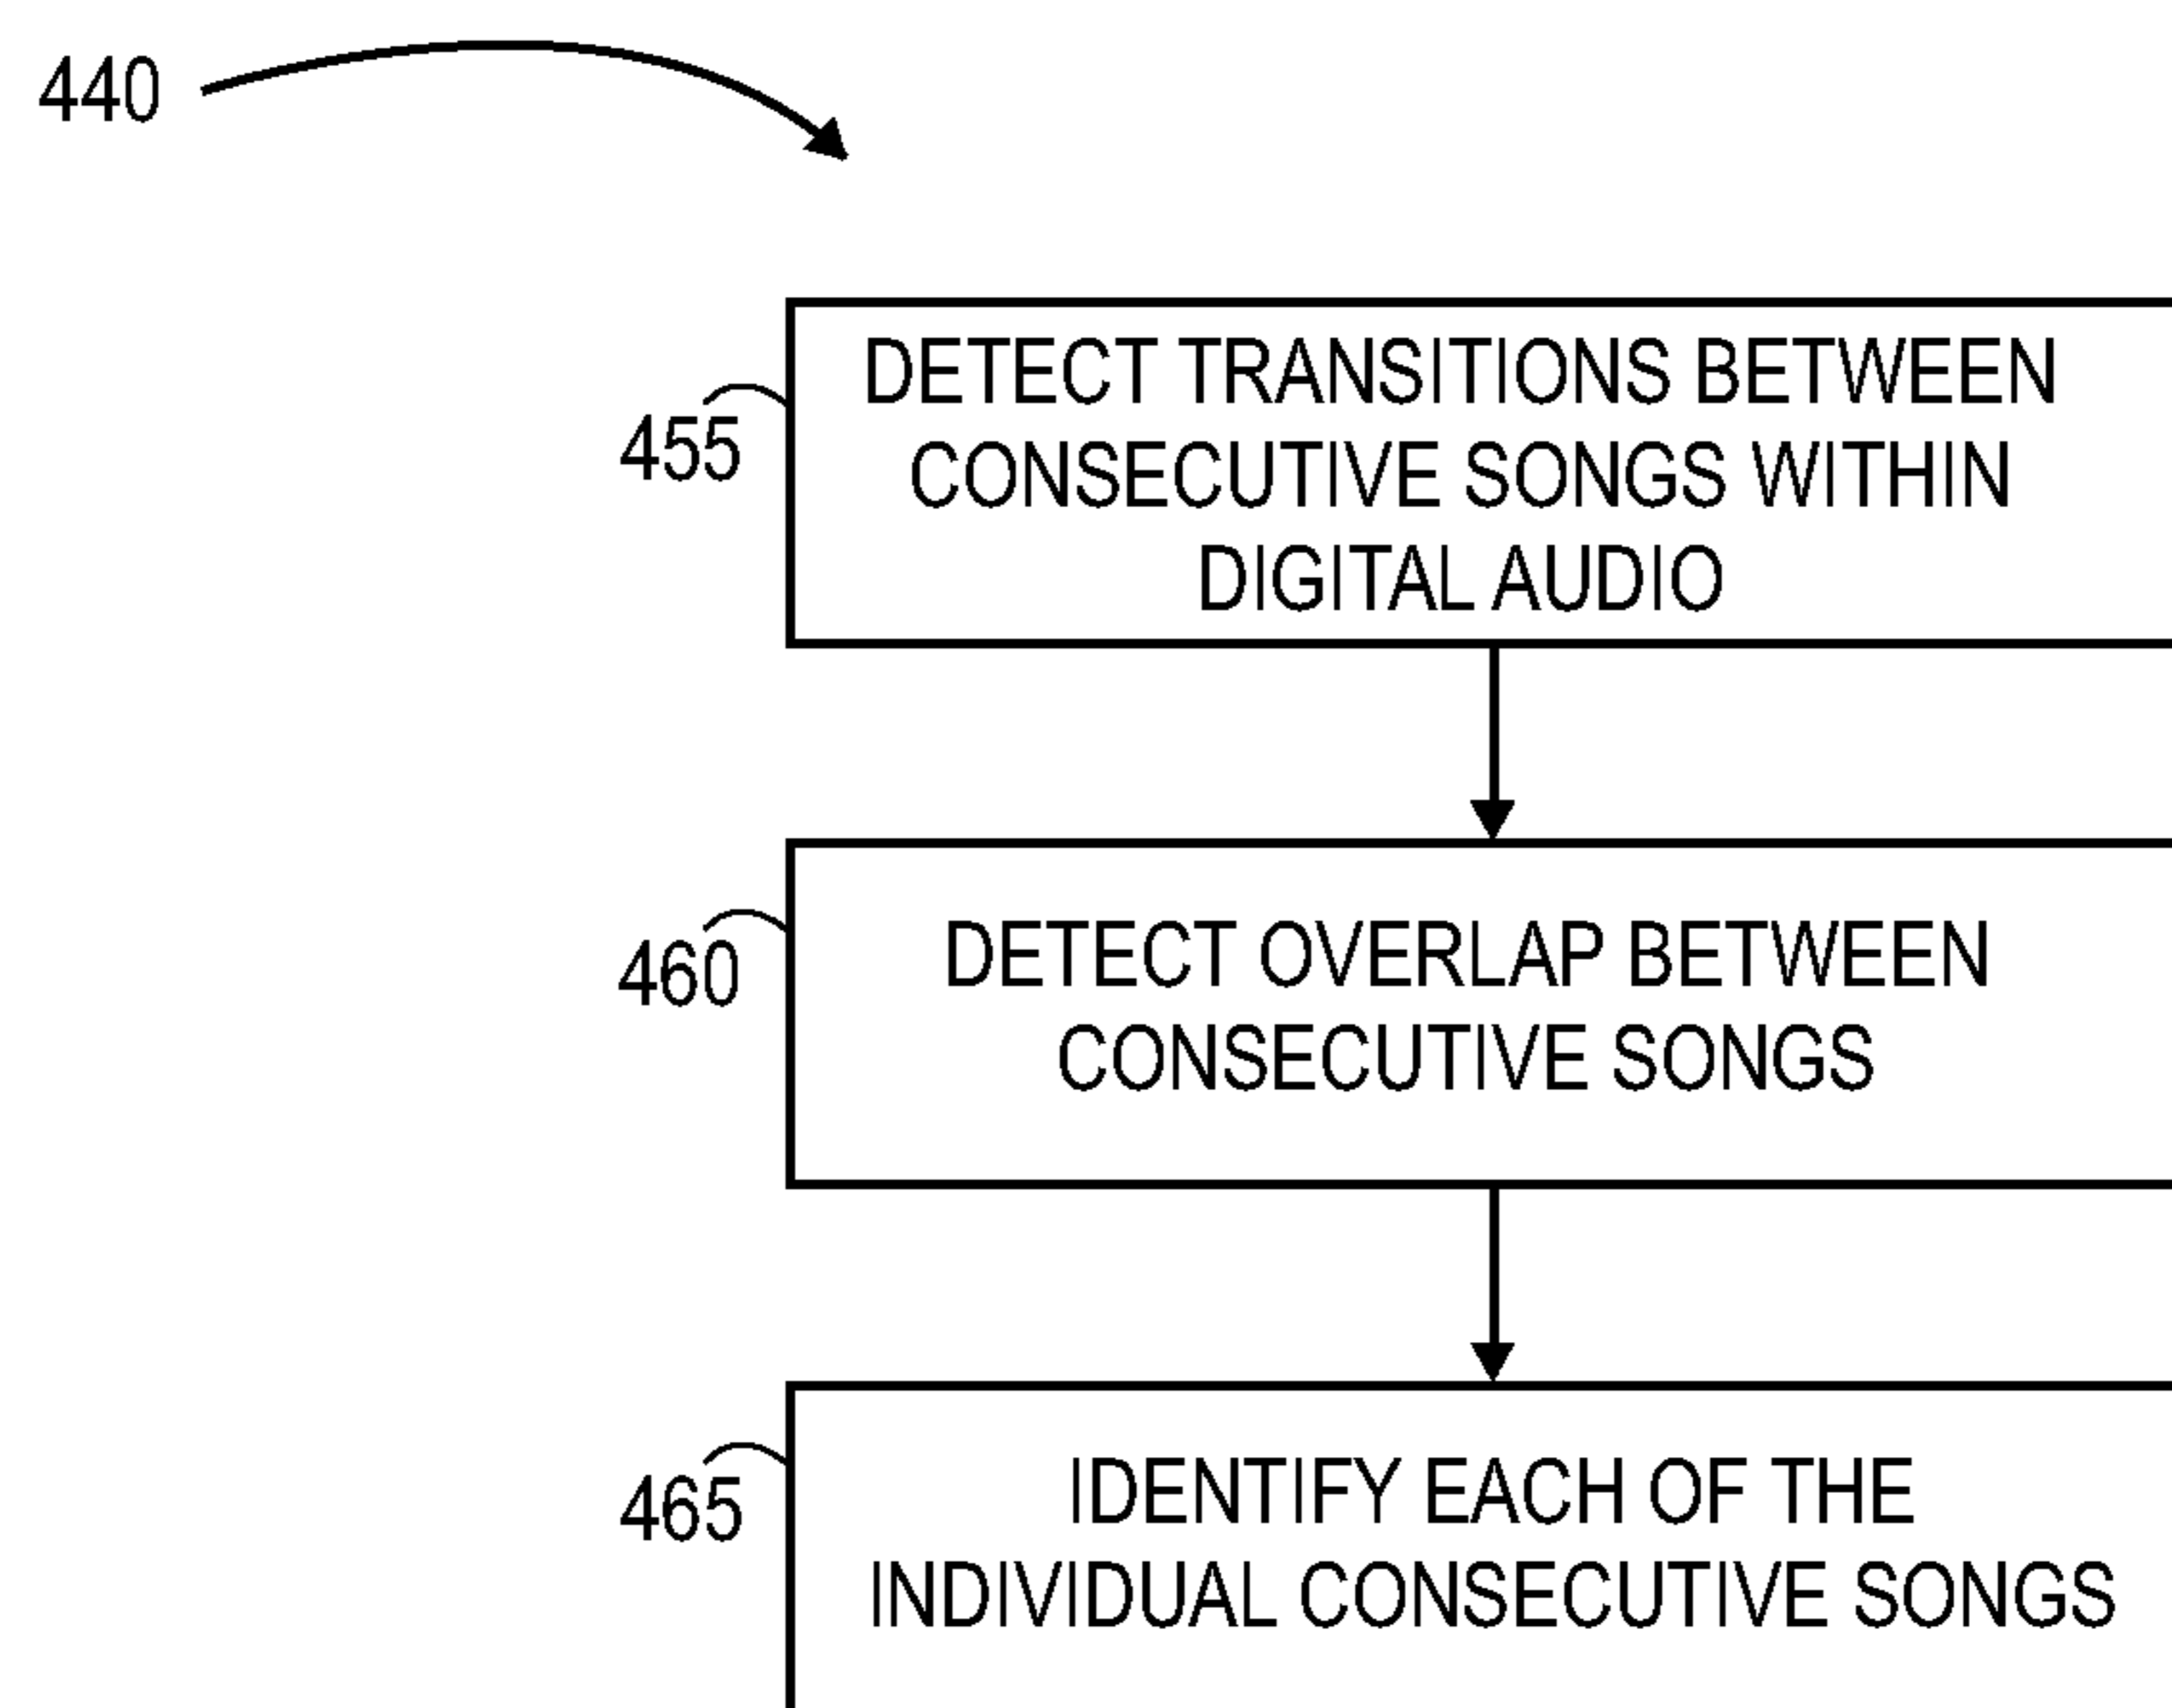 440
455
DETECT TRANSITIONS BETWEEN
CONSECUTIVE SONGS WITHIN
DIGITAL AUDIO
460
DETECT OVERLAP BETWEEN
CONSECUTIVE SONGS
465
IDENTIFY EACH OF THE
INDIVIDUAL CONSECUTIVE SONGS